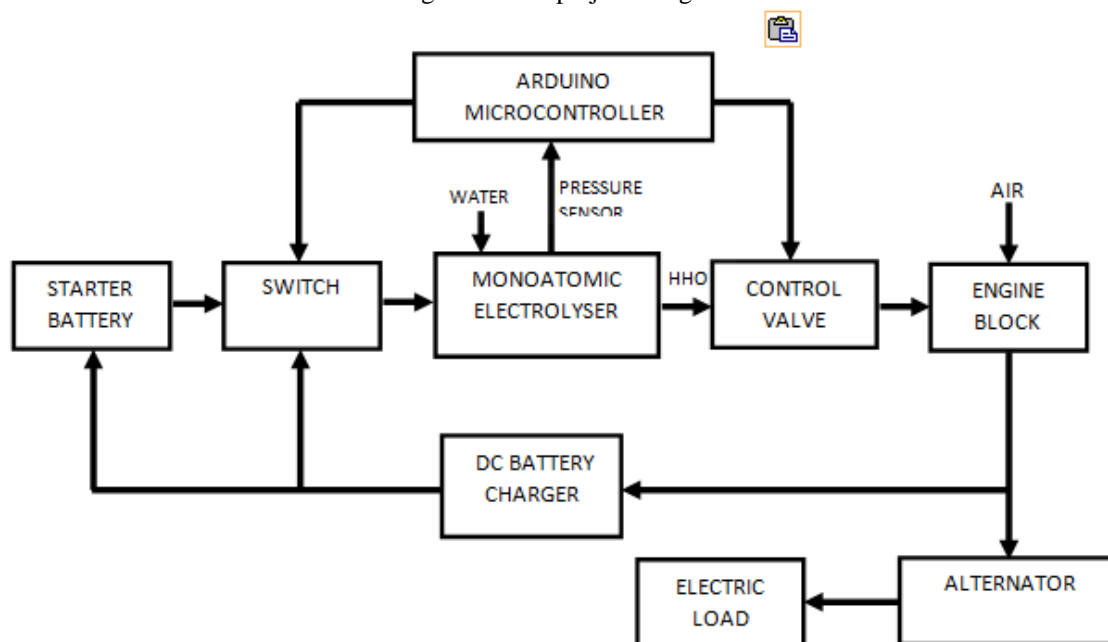 ARDUINO
MICROCONTROLLER
WATER
PRESSURE
SENSOR
AIR
STARTER
BATTERY
SWITCH
MONOATOMIC
ELECTROLYSER
HHO
CONTROL
VALVE
ENGINE
BLOCK
DC BATTERY
CHARGER
ELECTRIC
LOAD
ALTERNATOR